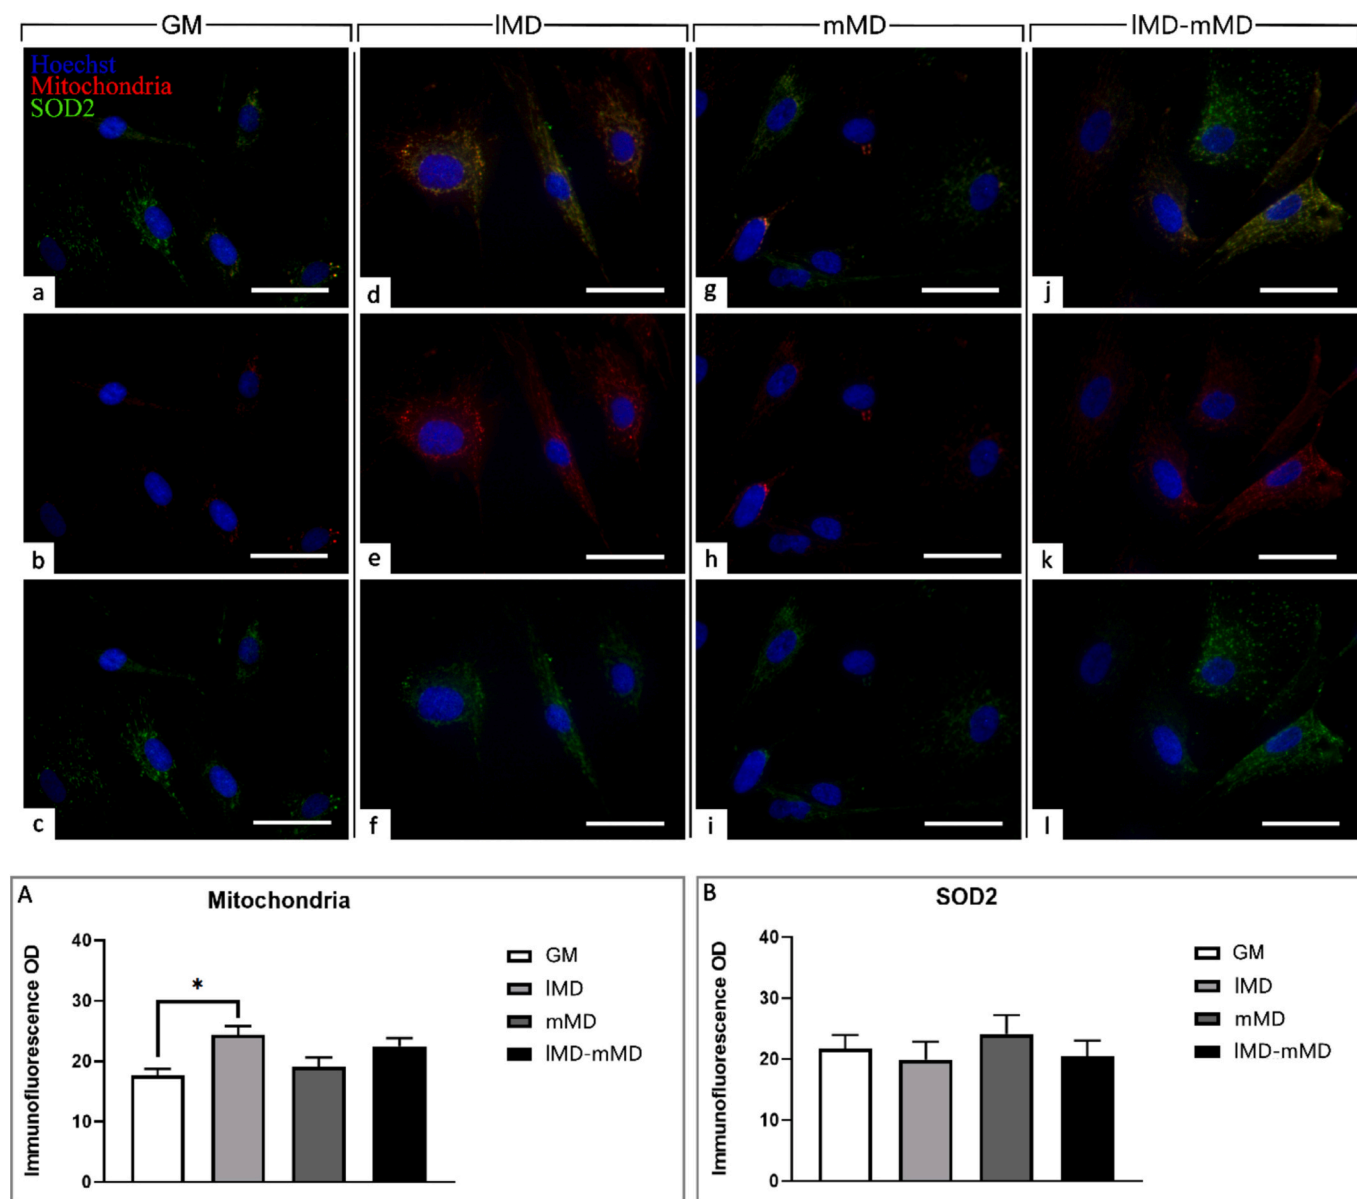 GM lMD mMD lMD-mMD
Hoechst
Mitochondria
SOD2
a d g j
b e h k
c f i l
A Mitochondria
Immunofluorescence OD
40
30
20
10
0
*
GM
lMD
mMD
lMD-mMD
B SOD2
Immunofluorescence OD
40
30
20
10
0
GM
lMD
mMD
lMD-mMD